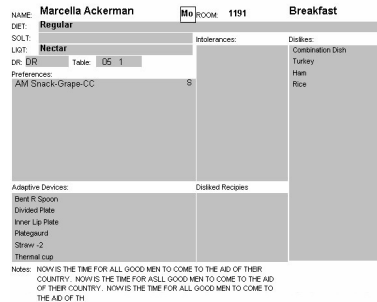 NAME: Marcella Ackerman Mo ROOM: 1191 Breakfast
DIET: Regular
SOLT: Intolerances: Dislikes:
LIQT: Nectar Combination Dish
DR: DR Table: 05 1 Turkey
Preferences: Ham
AM Snack-Grape-CC S Rice
Adaptive Devices: Disliked Recipies
Bent R Spoon
Divided Plate
Inner Lip Plate
Plategaurd
Straw -2
Thermal cup
Notes: NOW IS THE TIME FOR ALL GOOD MEN TO COME TO THE AID OF THEIR
COUNTRY. NOW IS THE TIME FOR ASLL GOOD MEN TO COME TO THE AID
OF THEIR COUNTRY. NOW IS THE TIME FOR ALL GOOD MEN TO COME TO
THE AID OF TH